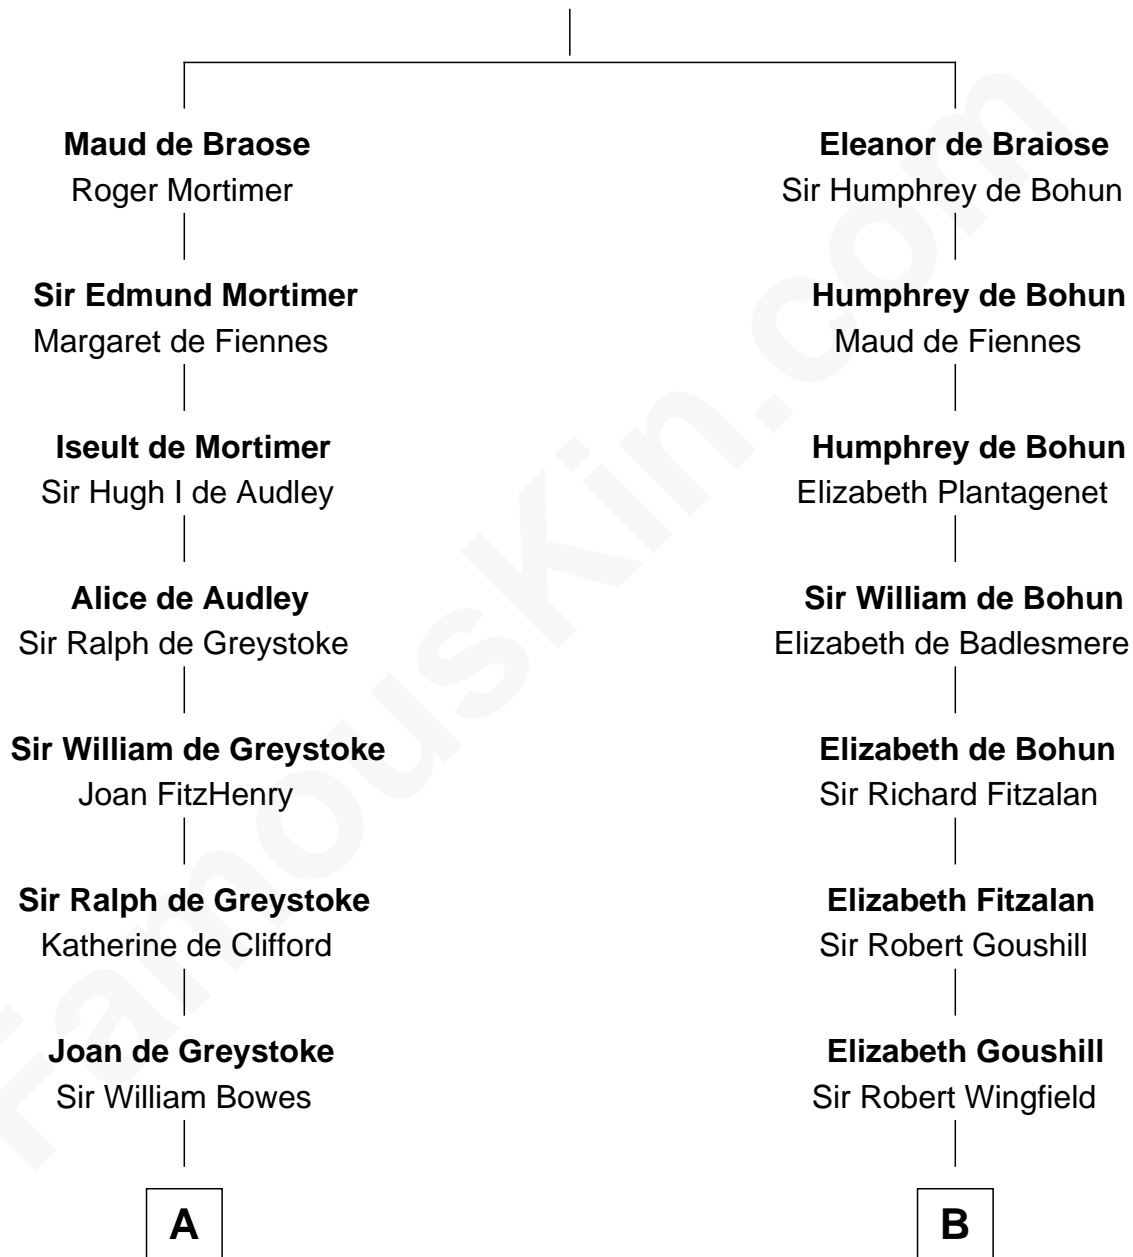 Maud de Braose
Roger Mortimer
Sir Edmund Mortimer
Margaret de Fiennes
Iseult de Mortimer
Sir Hugh I de Audley
Alice de Audley
Sir Ralph de Greystoke
Sir William de Greystoke
Joan FitzHenry
Sir Ralph de Greystoke
Katherine de Clifford
Joan de Greystoke
Sir William Bowes
A
Eleanor de Braiose
Sir Humphrey de Bohun
Humphrey de Bohun
Maud de Fiennes
Humphrey de Bohun
Elizabeth Plantagenet
Sir William de Bohun
Elizabeth de Badlesmere
Elizabeth de Bohun
Sir Richard Fitzalan
Elizabeth Fitzalan
Sir Robert Goushill
Elizabeth Goushill
Sir Robert Wingfield
B
FamousKin.com